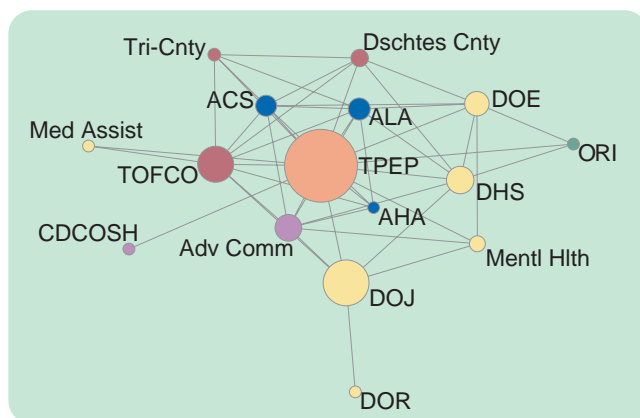 Tri-Cnty
Dschtes Cnty
ACS
ALA
DOE
Med Assist
ORI
TOFCO
TPEP
DHS
AHA
CDCOSH
Adv Comm
Mentl Hlth
DOJ
DOR